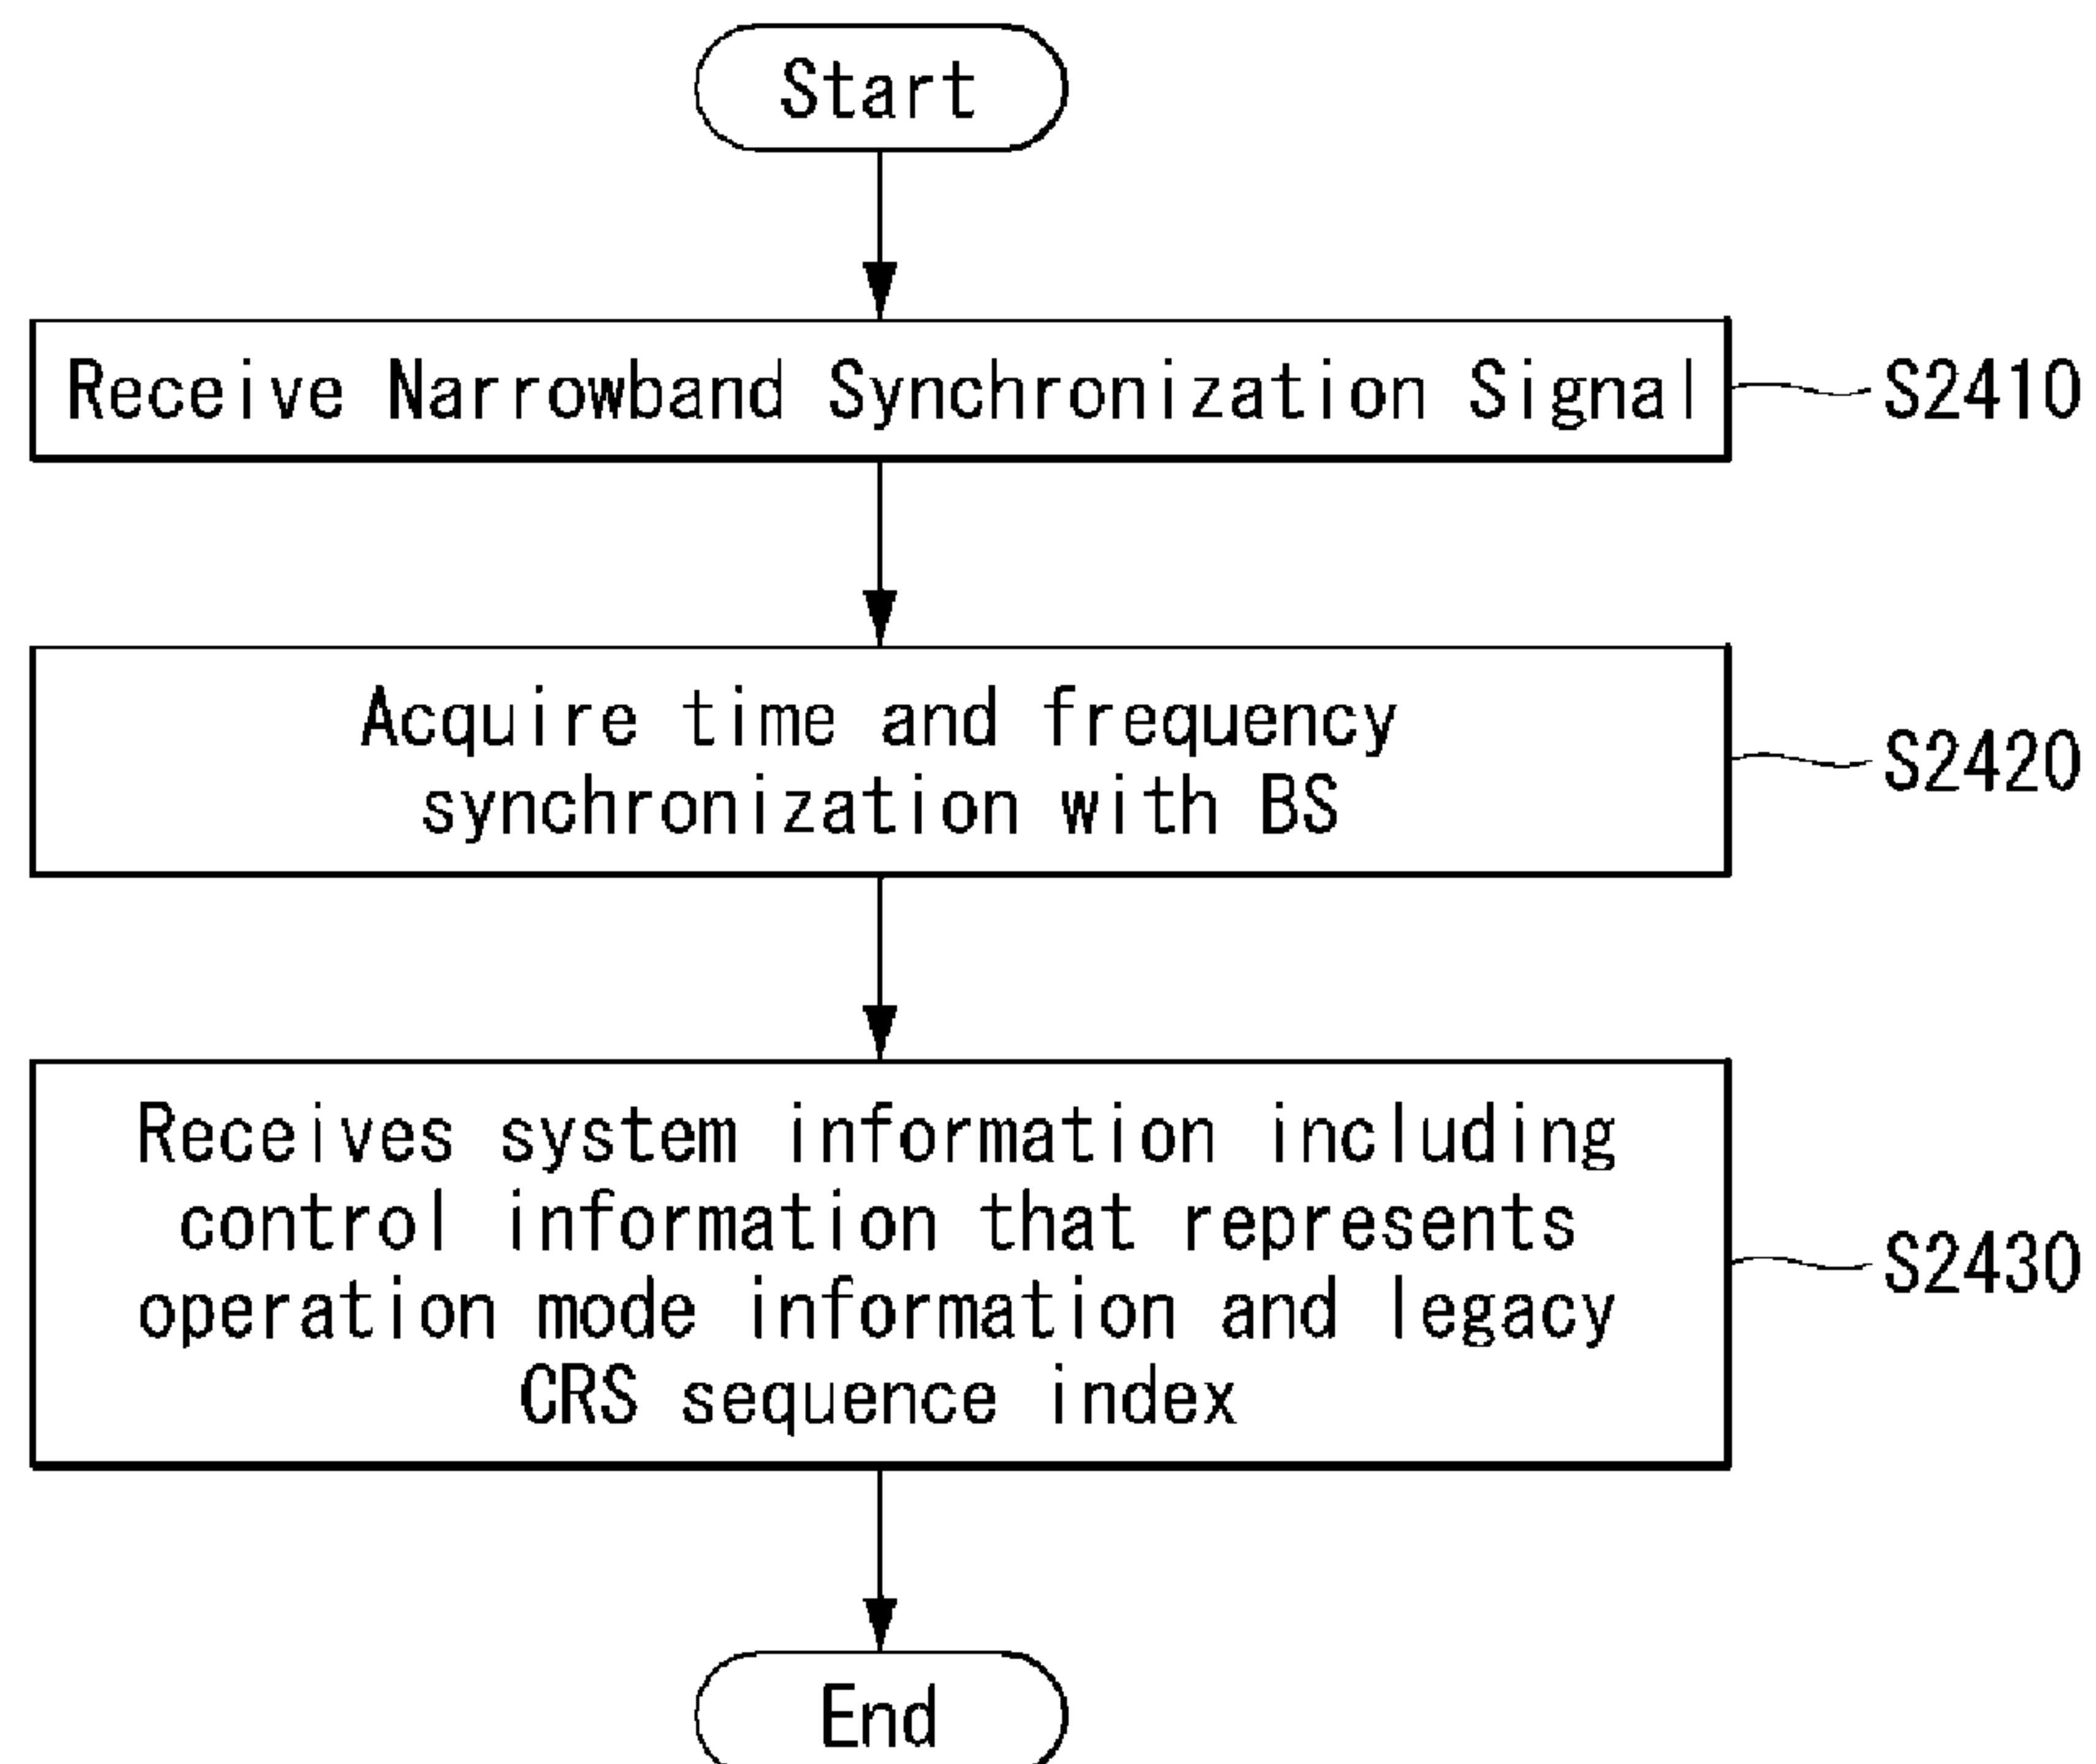 Start
Receive Narrowband Synchronization Signal
S2410
Acquire time and frequency
synchronization with BS
S2420
Receives system information including
control information that represents
operation mode information and legacy
CRS sequence index
S2430
End